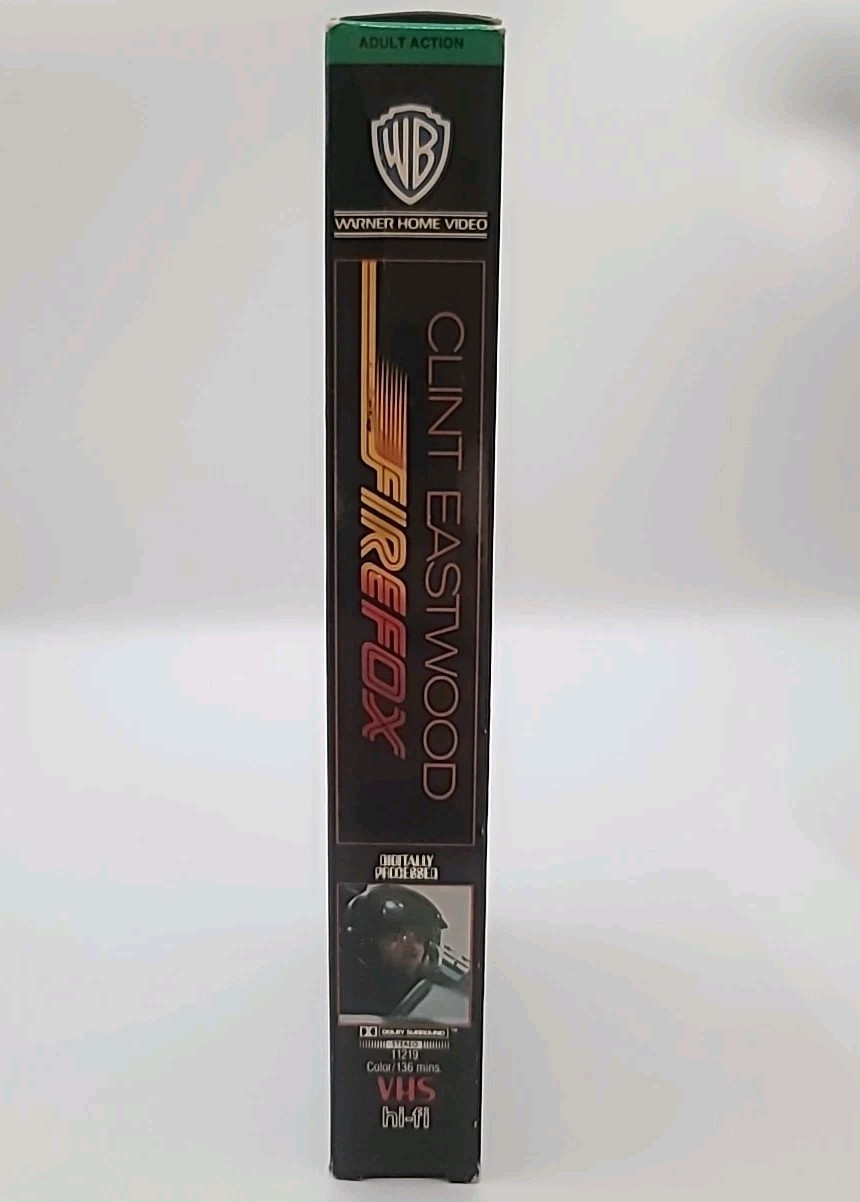 ADULT ACTION
WB
WARNER HOME VIDEO
CLINT EASTWOOD
FIREFOX
DIGITALLY
PROCESSED
DOLBY SURROUND™
STEREO
11219
Color/136 mins.
VHS
hi-fi